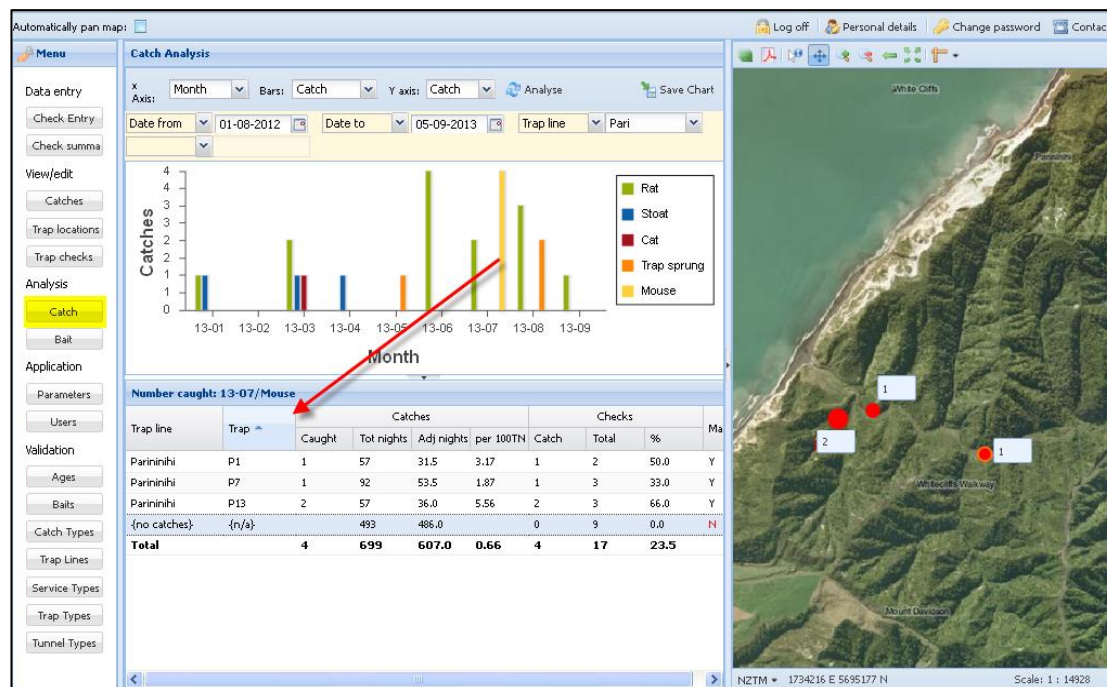 Automatically pan map:
Log off
Personal details
Change password
Contac
Menu
Data entry
Check Entry
Check summa
View/edit
Catches
Trap locations
Trap checks
Analysis
Catch
Bait
Application
Parameters
Users
Validation
Ages
Baits
Catch Types
Trap Lines
Service Types
Trap Types
Tunnel Types
Catch Analysis
x Axis: Month Bars: Catch Y axis: Catch Analyse Save Chart
Date from 01-08-2012 Date to 05-09-2013 Trap line Pari
Catches
4
4
3
3
2
2
1
1
0
13-01 13-02 13-03 13-04 13-05 13-06 13-07 13-08 13-09
Month
Rat
Stoat
Cat
Trap sprung
Mouse
Number caught: 13-07/Mouse
Trap line Trap Catches Checks Ma
Caught Tot nights Adj nights per 100TN Catch Total %
Parininihi P1 1 57 31.5 3.17 1 2 50.0 Y
Parininihi P7 1 92 53.5 1.87 1 3 33.0 Y
Parininihi P13 2 57 36.0 5.56 2 3 66.0 Y
{no catches} {n/a} 493 486.0 0 9 0.0 N
Total 4 699 607.0 0.66 4 17 23.5
White Cliffs
Parininihi
1
2
1
Whitecliffs Walkway
Mount Davidson
NZTM 1734216 E 5695177 N Scale: 1 : 14928